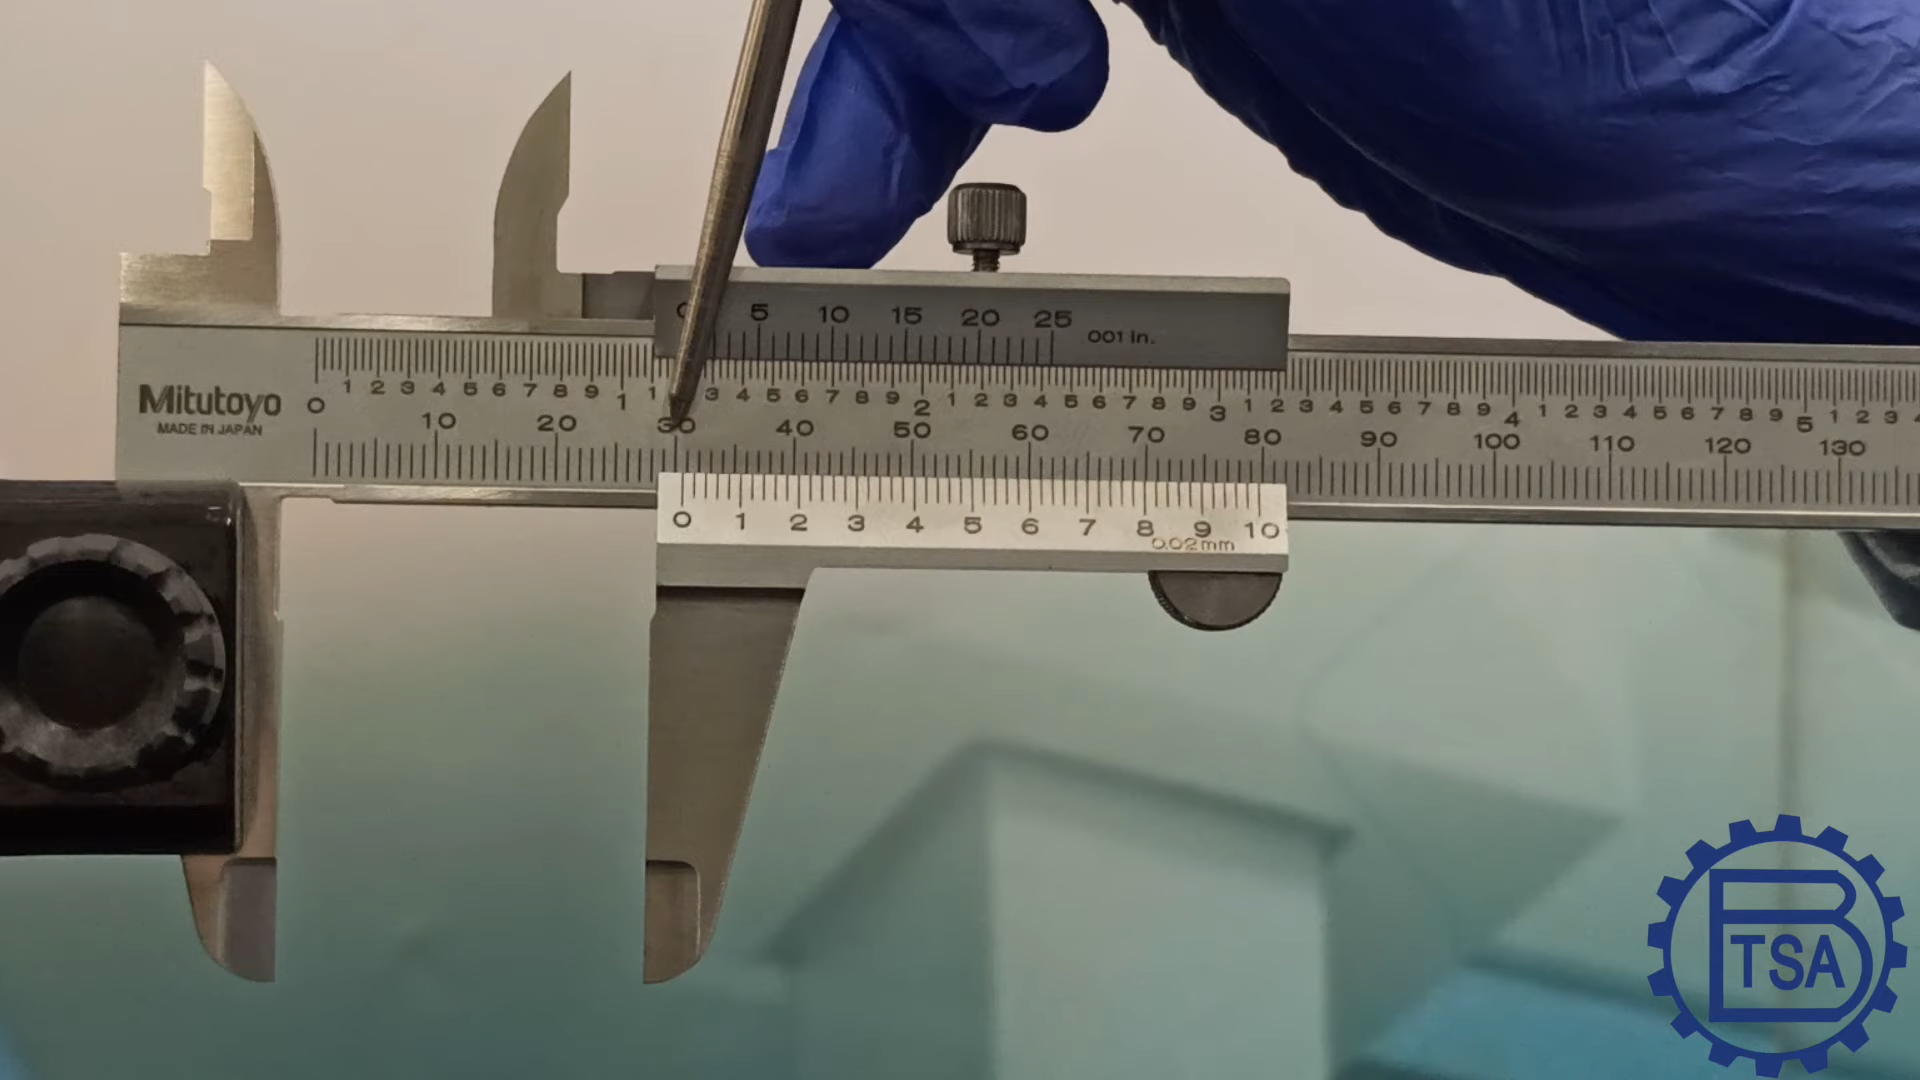 0 5 10 15 20 25 001 in.
1 2 3 4 5 6 7 8 9 1 1 3 4 5 6 7 8 9 2 1 2 3 4 5 6 7 8 9 3 1 2 3 4 5 6 7 8 9 4 1 2 3 4 5 6 7 8 9 5 1 2 3 4
Mitutoyo
MADE IN JAPAN
0 10 20 30 40 50 60 70 80 90 100 110 120 130
0 1 2 3 4 5 6 7 8 9 10
0.02mm
TSA